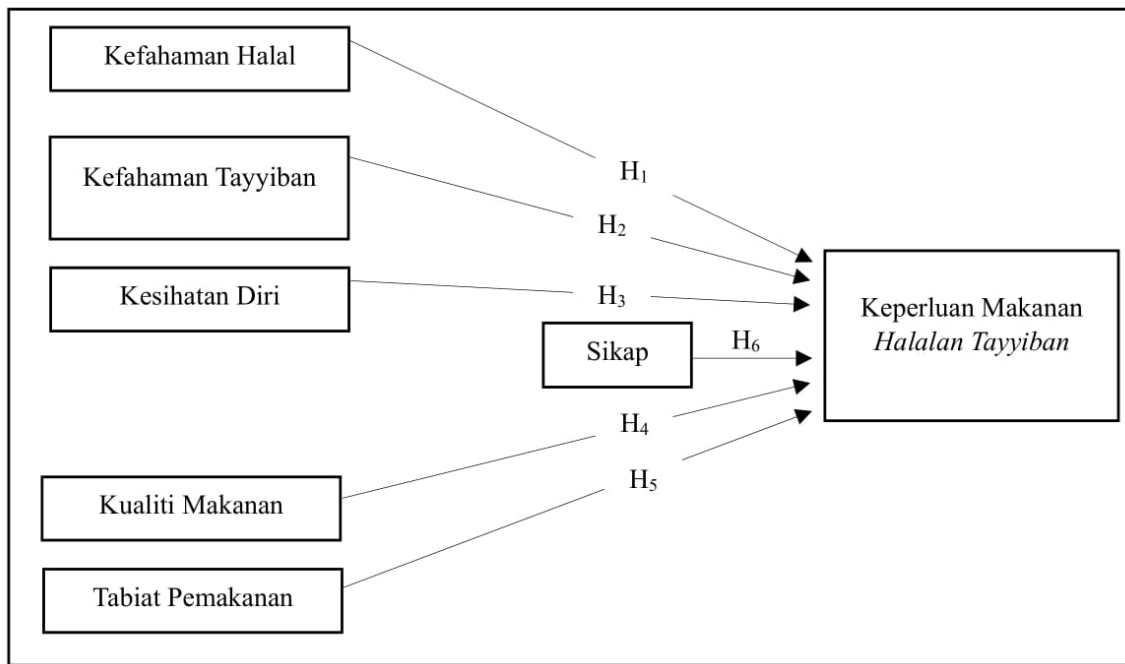 Kefahaman Halal
H₁
Kefahaman Tayyiban
H₂
Kesihatan Diri
H₃
Sikap
H₆
Keperluan Makanan
Halalan Tayyiban
H₄
Kualiti Makanan
H₅
Tabiat Pemakanan